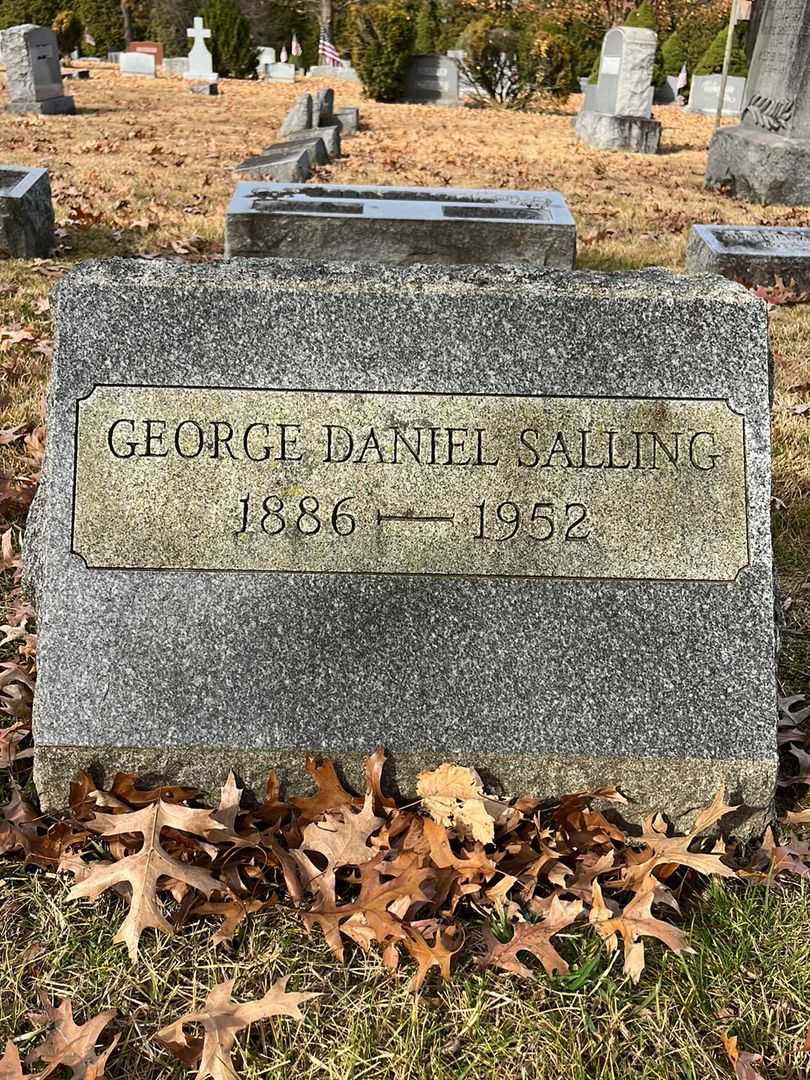 GEORGE DANIEL SALLING
1886 — 1952